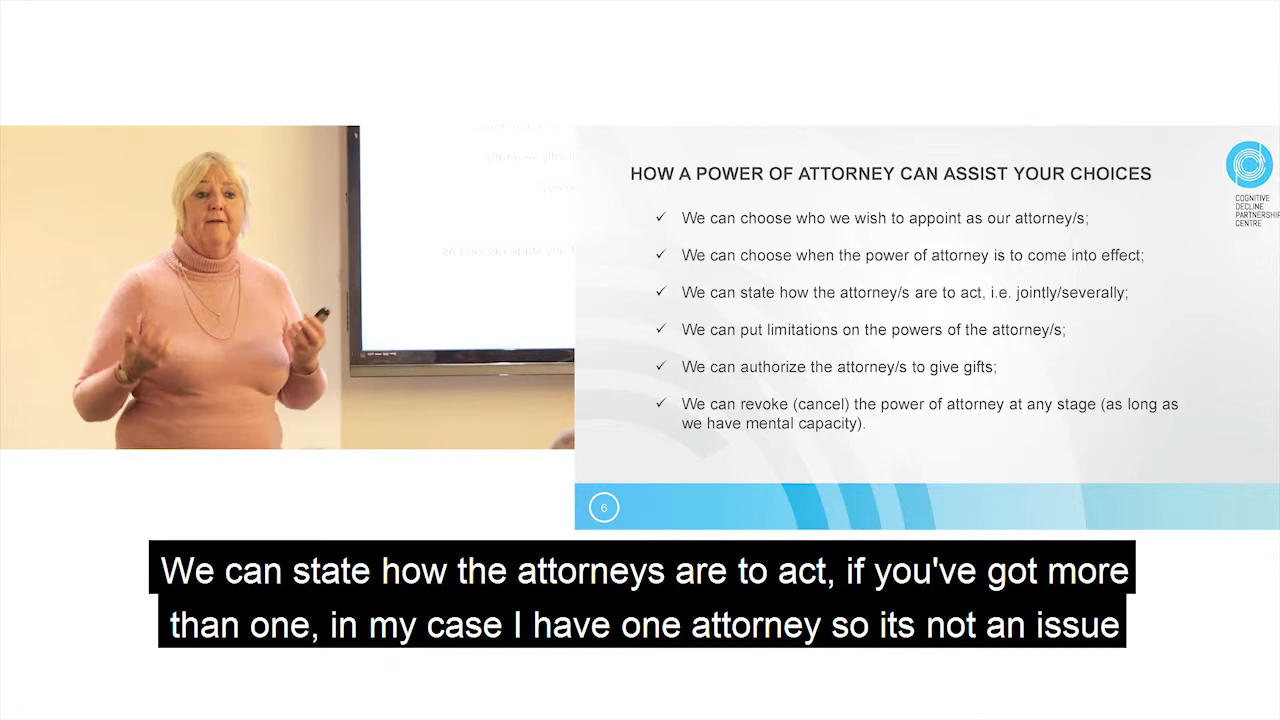 HOW A POWER OF ATTORNEY CAN ASSIST YOUR CHOICES
✓ We can choose who we wish to appoint as our attorney/s;
✓ We can choose when the power of attorney is to come into effect;
✓ We can state how the attorney/s are to act, i.e. jointly/severally;
✓ We can put limitations on the powers of the attorney/s;
✓ We can authorize the attorney/s to give gifts;
✓ We can revoke (cancel) the power of attorney at any stage (as long as
we have mental capacity).
COGNITIVE
DECLINE
PARTNERSHIP
CENTRE
6
We can state how the attorneys are to act, if you've got more
than one, in my case I have one attorney so its not an issue